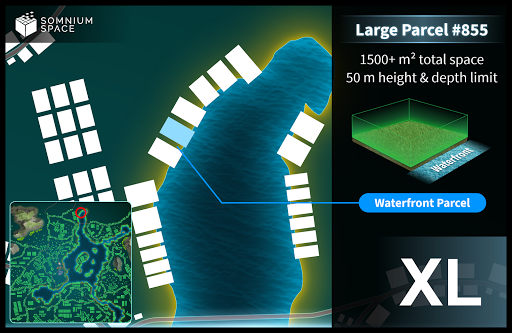 SOMNIUM
SPACE
Large Parcel #855
1500+ m² total space
50 m height & depth limit
Waterfront
Waterfront Parcel
XL